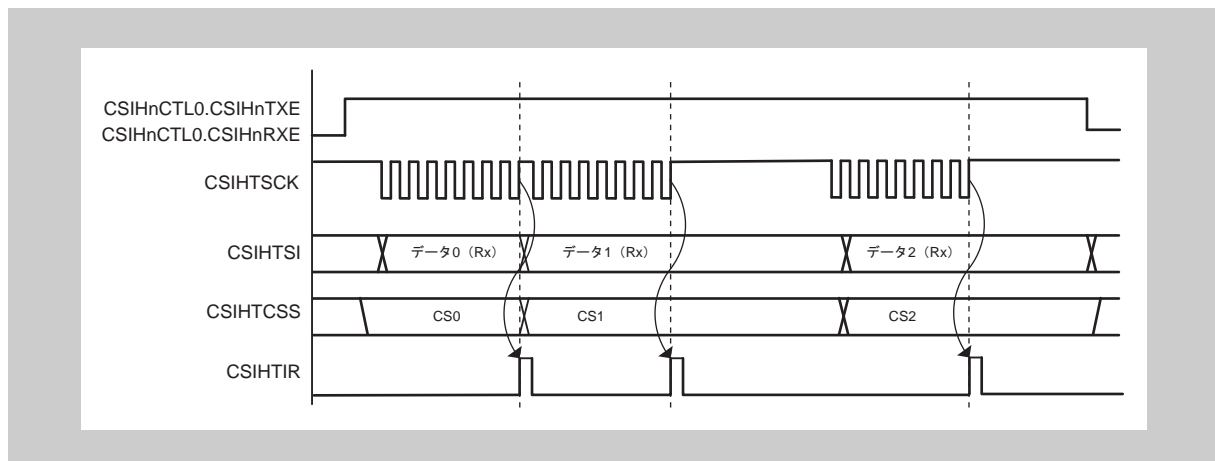 CSIHnCTL0.CSIHnTXE
CSIHnCTL0.CSIHnRXE
CSIHTSCK
CSIHTSI
データ0（Rx）
データ1（Rx）
データ2（Rx）
CSIHTCSS
CS0
CS1
CS2
CSIHTIR